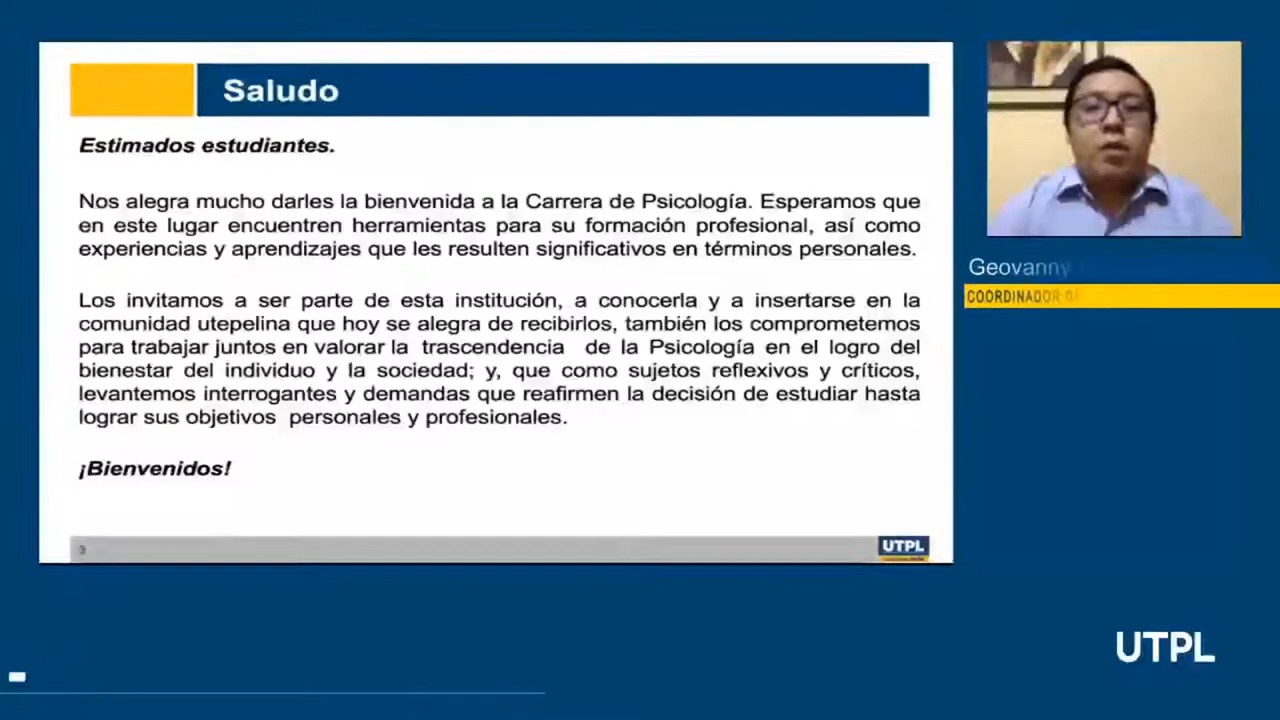 Saludo
Estimados estudiantes.
Nos alegra mucho darles la bienvenida a la Carrera de Psicología. Esperamos que
en este lugar encuentren herramientas para su formación profesional, así como
experiencias y aprendizajes que les resulten significativos en términos personales.
Los invitamos a ser parte de esta institución, a conocerla y a insertarse en la
comunidad utepelina que hoy se alegra de recibirlos, también los comprometemos
para trabajar juntos en valorar la trascendencia de la Psicología en el logro del
bienestar del individuo y la sociedad; y, que como sujetos reflexivos y críticos,
levantemos interrogantes y demandas que reafirmen la decisión de estudiar hasta
lograr sus objetivos personales y profesionales.
¡Bienvenidos!
3
UTPL
Geovanny
COORDINADOR
UTPL